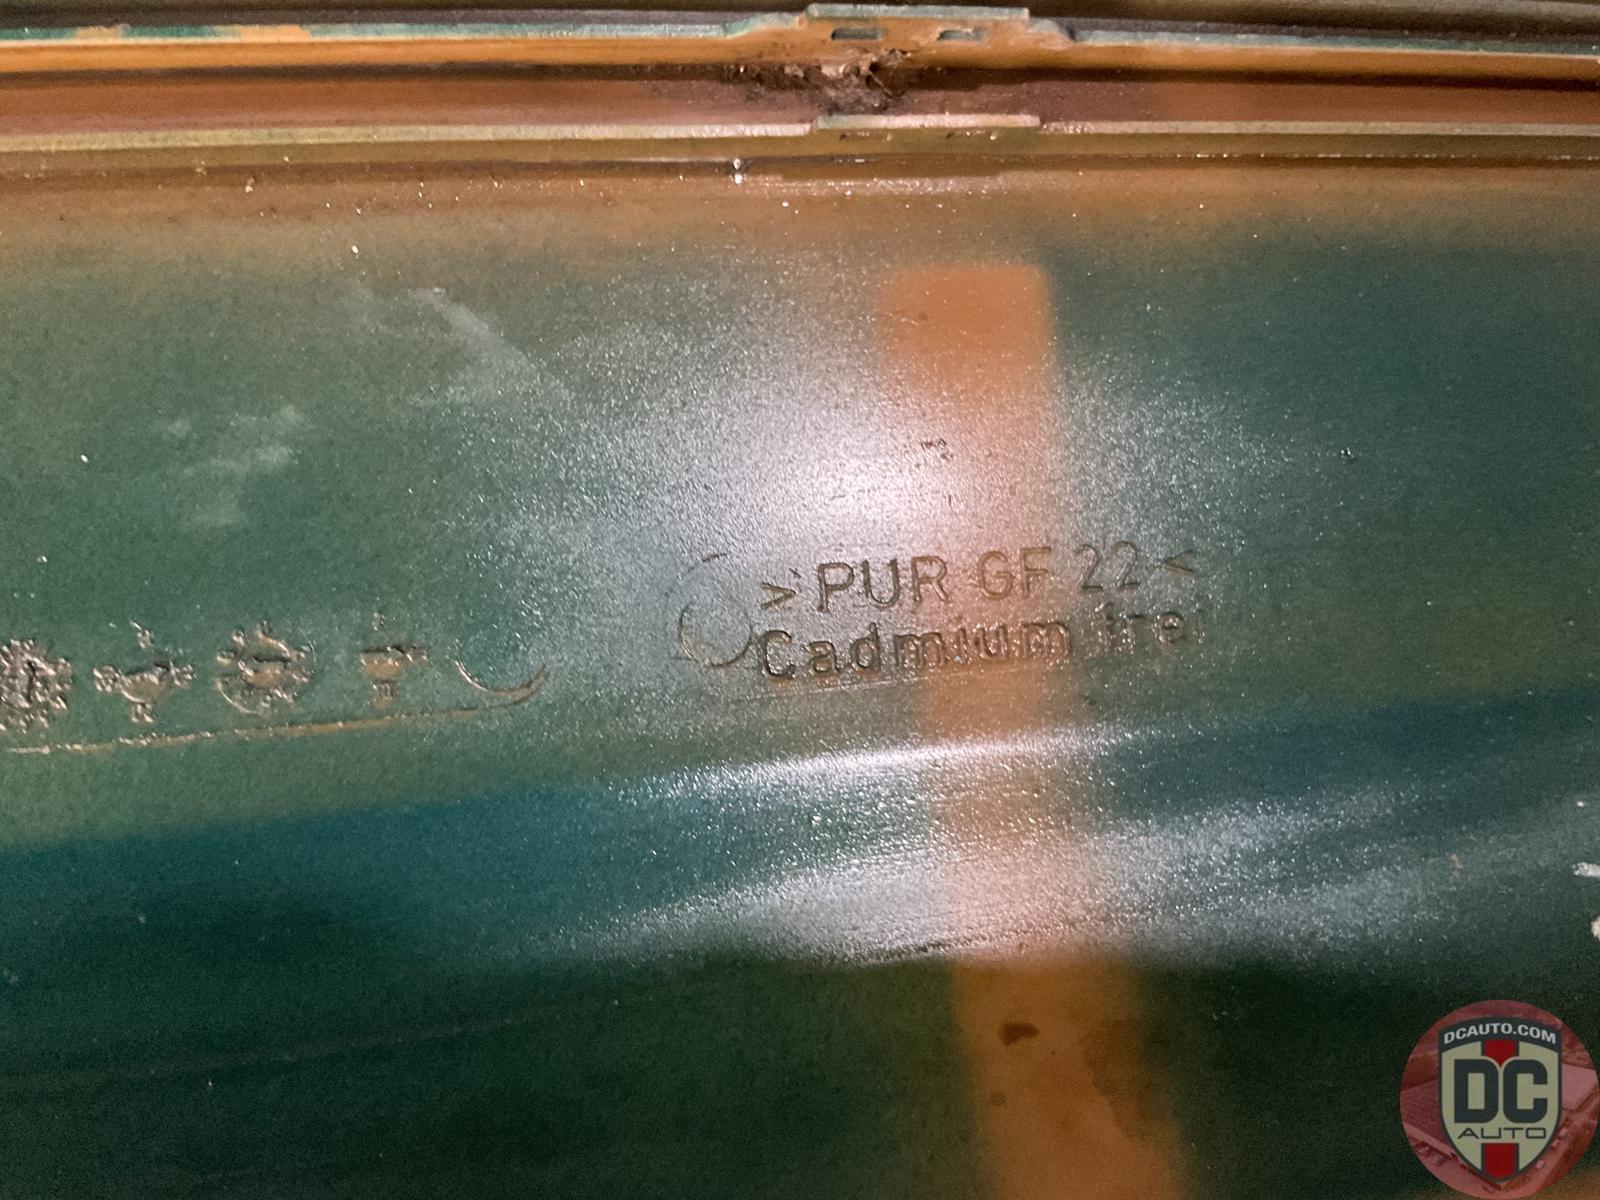 >PUR GF 22<
Cadmium frei
DCAUTO.COM
DC
AUTO